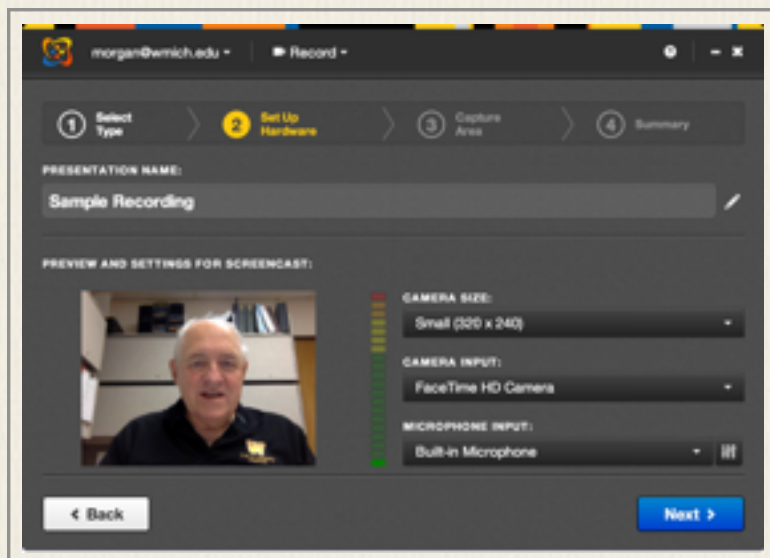 morgan@wmich.edu
Record
1 Select Type
2 Set Up Hardware
3 Capture Area
4 Summary
PRESENTATION NAME:
Sample Recording
PREVIEW AND SETTINGS FOR SCREENCAST:
CAMERA SIZE:
Small (320 x 240)
CAMERA INPUT:
FaceTime HD Camera
MICROPHONE INPUT:
Built-in Microphone
< Back
Next >